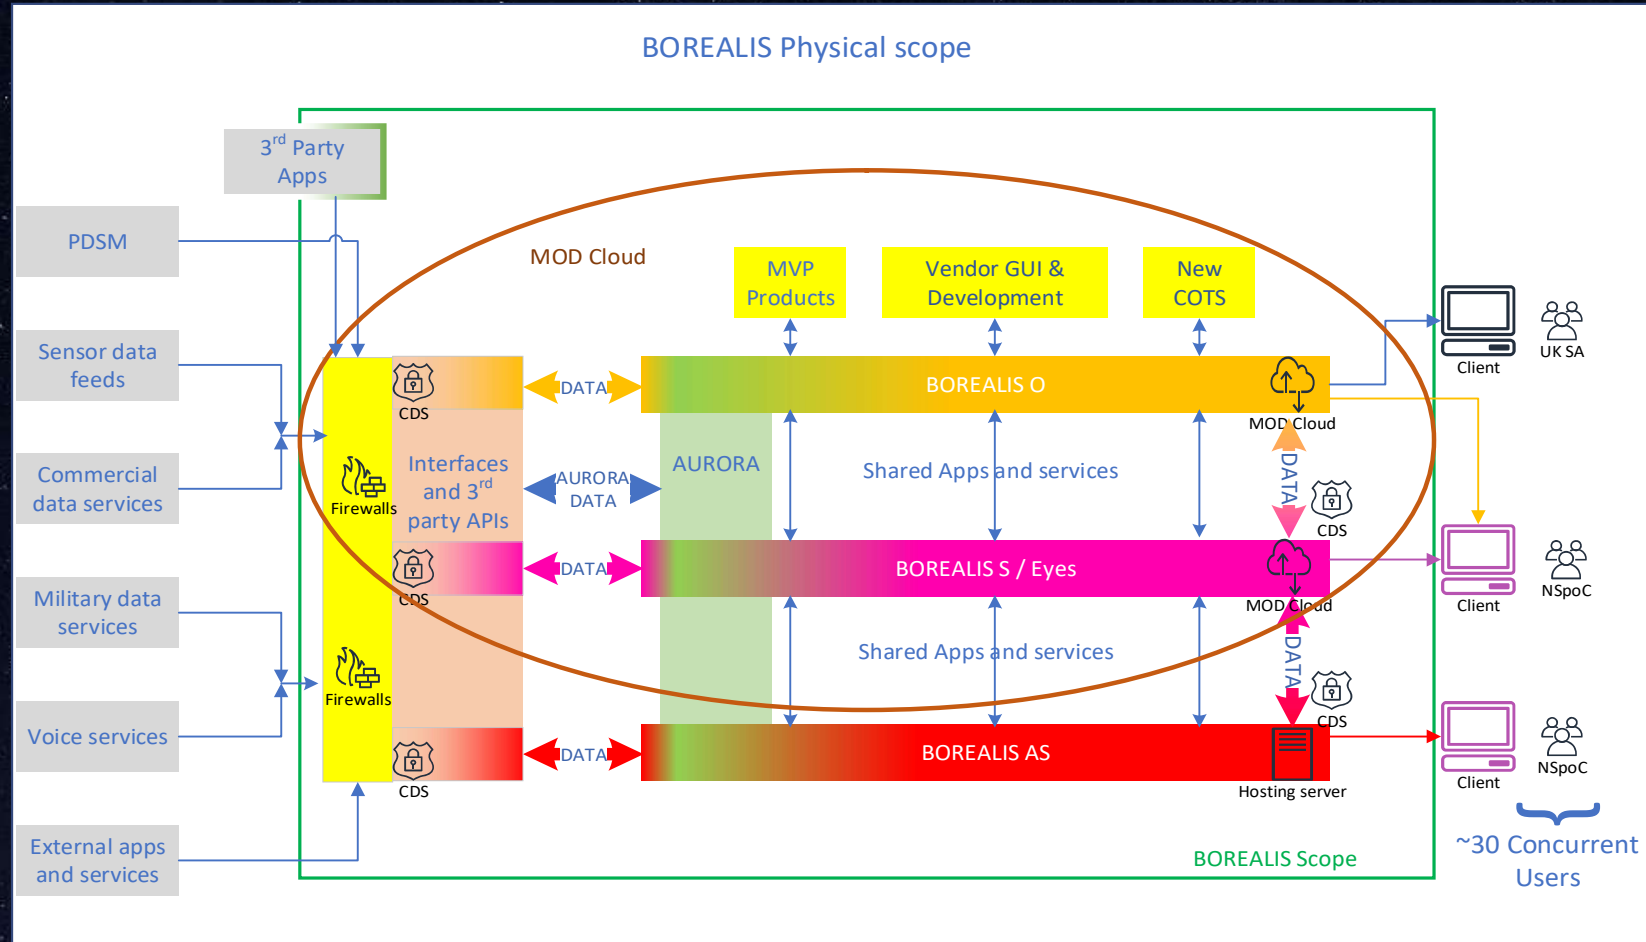 BOREALIS Physical scope
3rd Party
Apps
PDSM
Sensor data
feeds
Commercial
data services
Military data
services
Voice services
External apps
and services
MOD Cloud
MVP
Products
Vendor GUI &
Development
New
COTS
Firewalls
Firewalls
CDS
Interfaces
and 3rd
party APIs
CDS
CDS
DATA
AURORA
DATA
DATA
DATA
BOREALIS O
MOD Cloud
AURORA
Shared Apps and services
DATA
CDS
BOREALIS S / Eyes
MOD Cloud
Shared Apps and services
DATA
CDS
BOREALIS AS
Hosting server
BOREALIS Scope
Client
UK SA
Client
NSpoC
Client
NSpoC
~30 Concurrent
Users